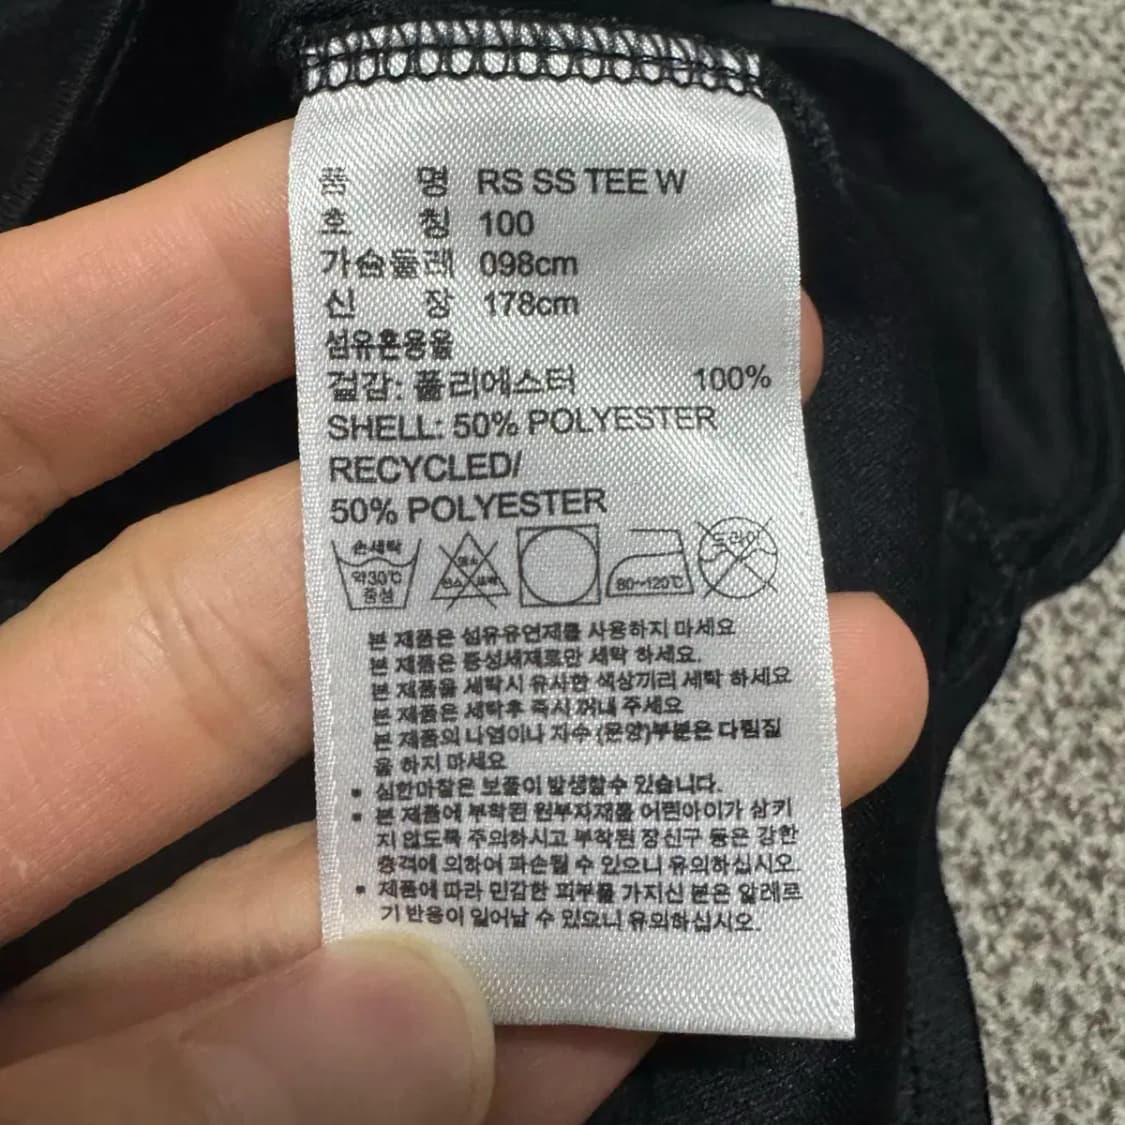 품 명 RS SS TEE W
호 칭 100
가슴둘레 098cm
신 장 178cm
섬유혼용율
겉감: 폴리에스터 100%
SHELL: 50% POLYESTER
RECYCLED/
50% POLYESTER
손세탁
약30℃
중성
80~120℃
드라이
본 제품은 섬유유연제를 사용하지 마세요
본 제품은 중성세제로만 세탁 하세요.
본 제품을 세탁시 유사한 색상끼리 세탁 하세요
본 제품은 세탁후 즉시 꺼내 주세요
본 제품의 나염이나 자수 (문양)부분은 다림질
을 하지 마세요
• 심한마찰은 보풀이 발생할수 있습니다.
• 본 제품에 부착된 원부자재를 어린아이가 삼키
지 않도록 주의하시고 부착된 장신구 등은 강한
충격에 의하여 파손될 수 있으니 유의하십시오.
• 제품에 따라 민감한 피부를 가지신 분은 알레르
기 반응이 일어날 수 있으니 유의하십시오.